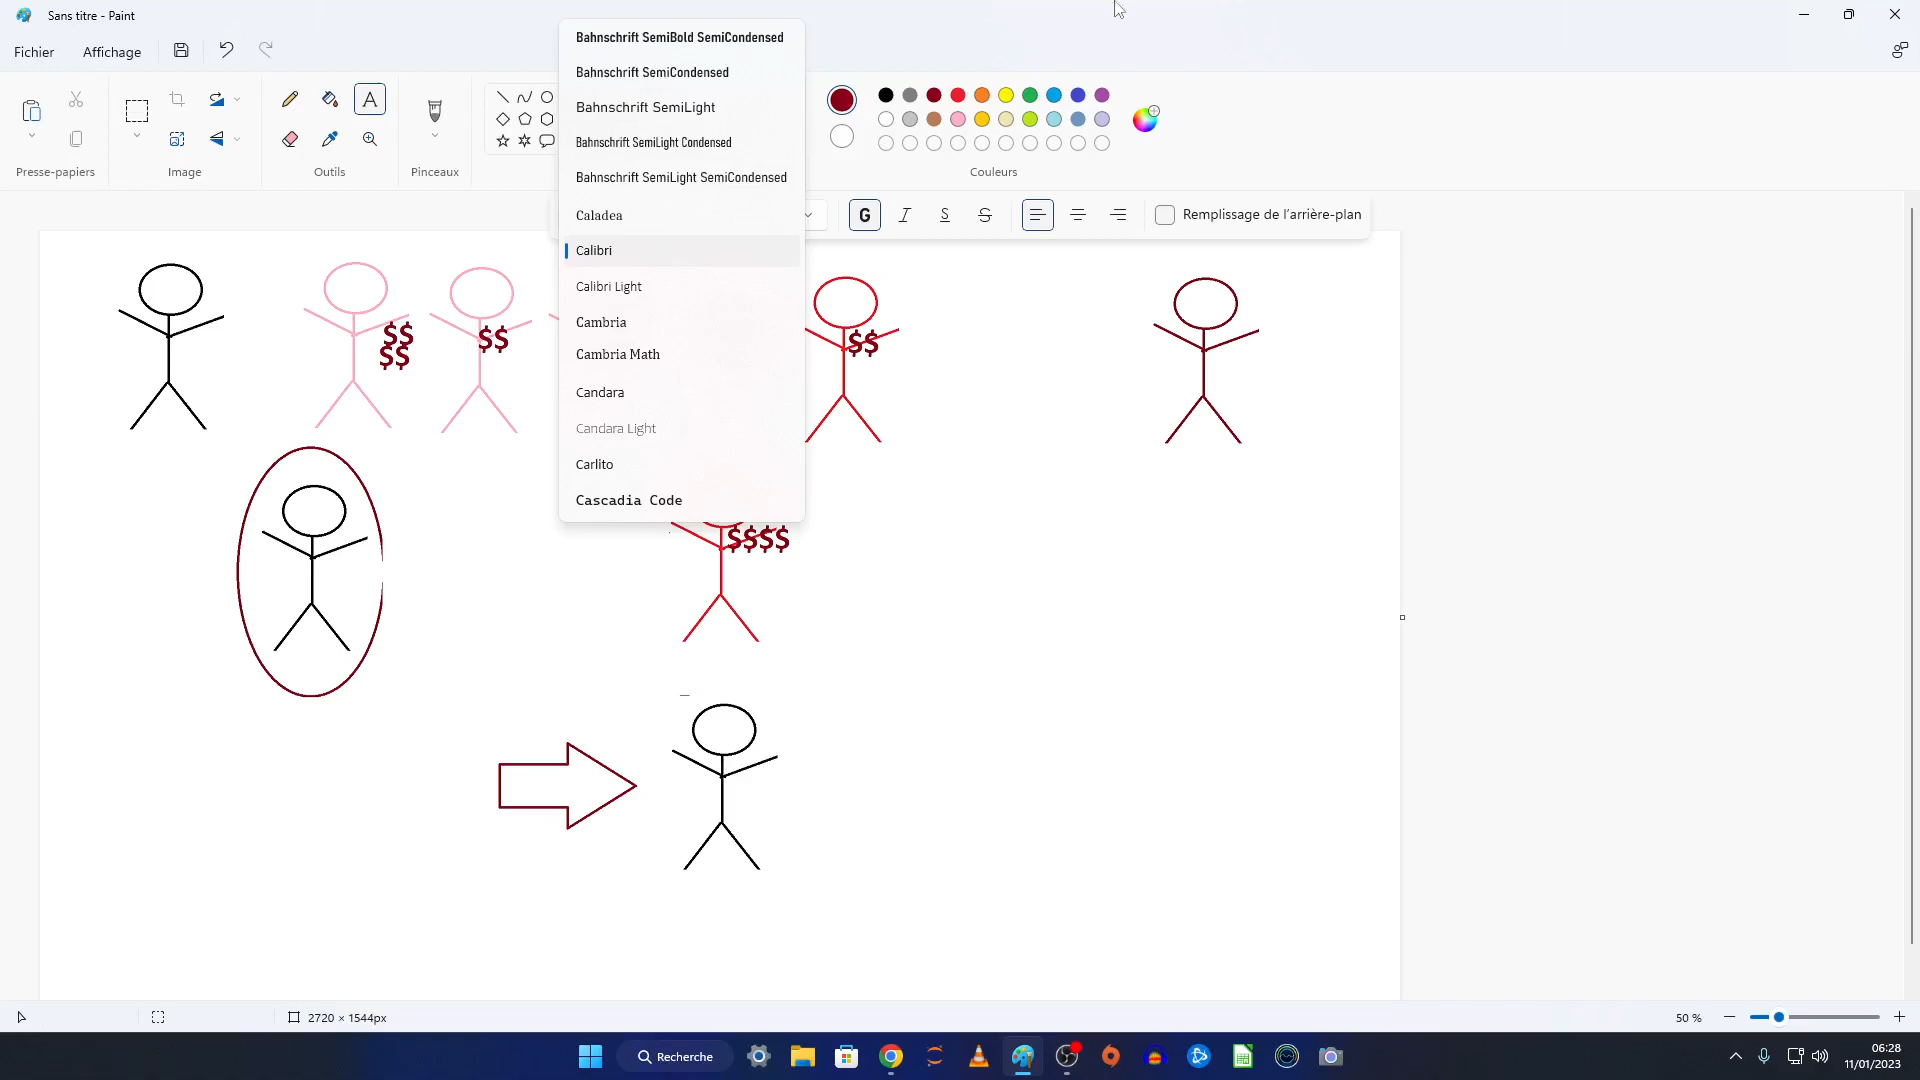 Sans titre - Paint
Fichier
Affichage
Presse-papiers
Image
Outils
Pinceaux
Couleurs
Bahnschrift SemiBold SemiCondensed
Bahnschrift SemiCondensed
Bahnschrift SemiLight
Bahnschrift SemiLight Condensed
Bahnschrift SemiLight SemiCondensed
Caladea
Calibri
Calibri Light
Cambria
Cambria Math
Candara
Candara Light
Carlito
Cascadia Code
G I S S
Remplissage de l'arrière-plan
$$
$$
$$
$$
$$$$
2720 × 1544px
50 %
Recherche
06:28
11/01/2023